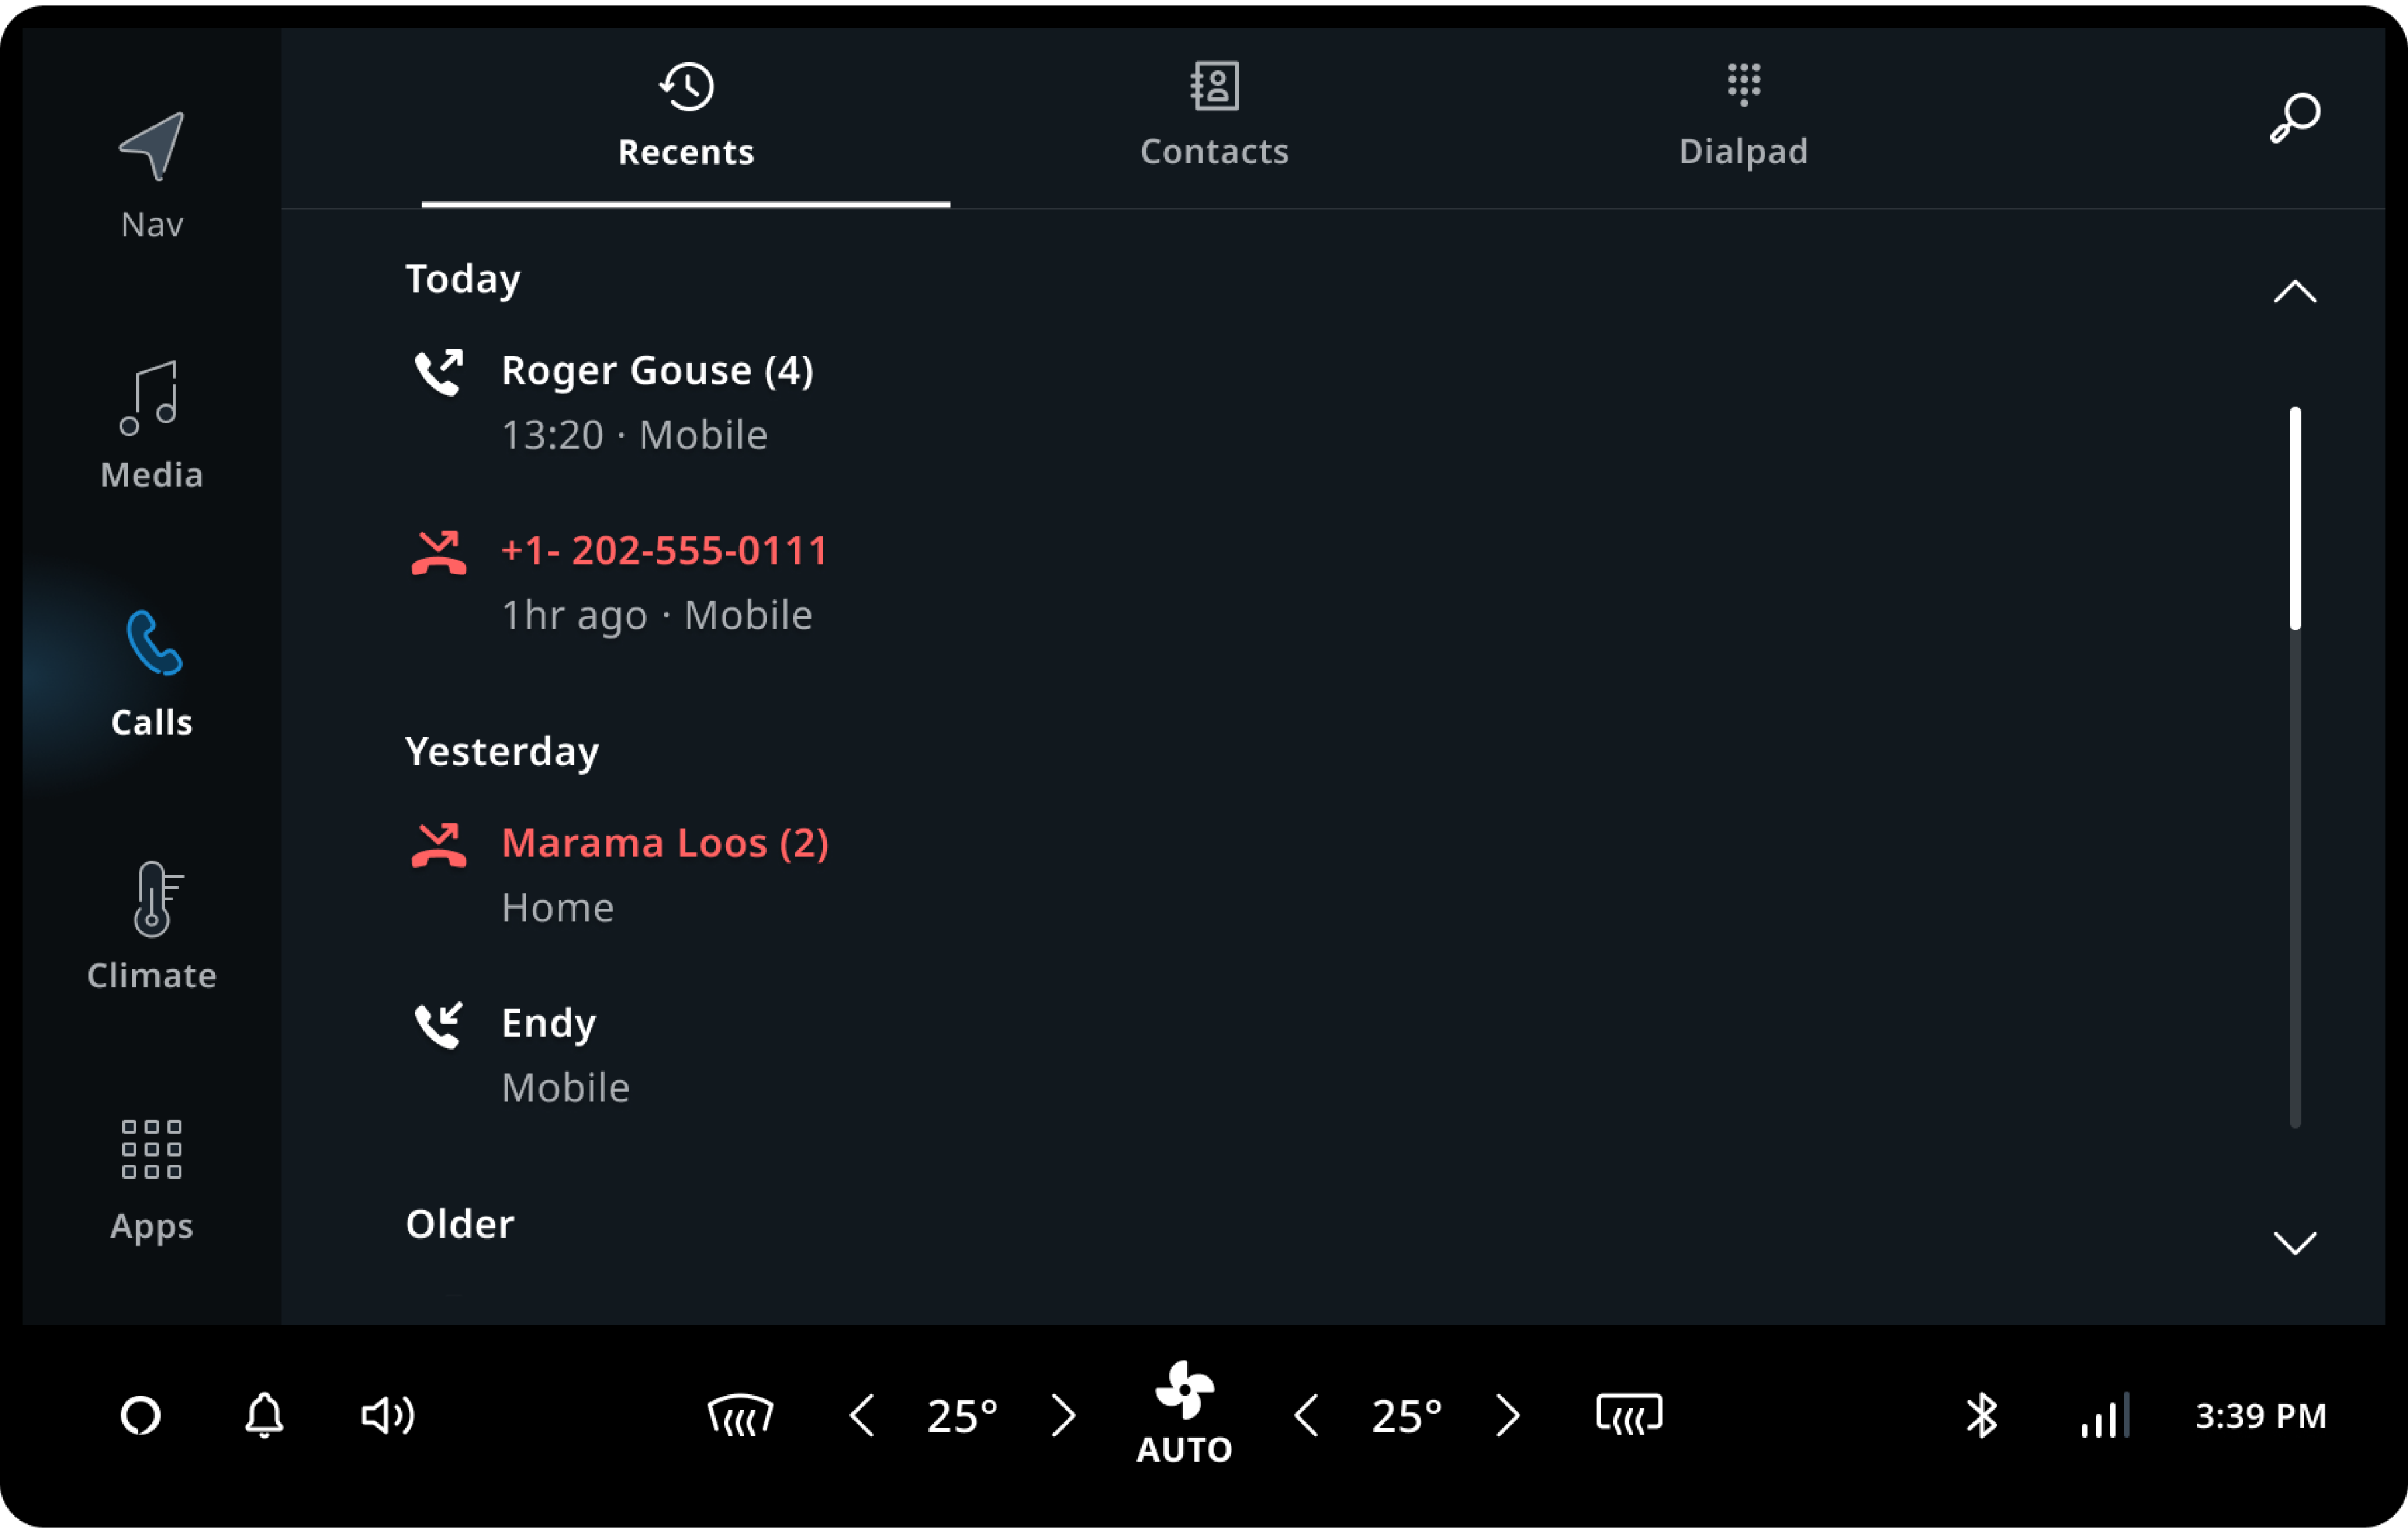 Nav
Media
Calls
Climate
Apps
Recents
Contacts
Dialpad
Today
Roger Gouse (4)
13:20 · Mobile
+1- 202-555-0111
1hr ago · Mobile
Yesterday
Marama Loos (2)
Home
Endy
Mobile
Older
25°
AUTO
25°
3:39 PM